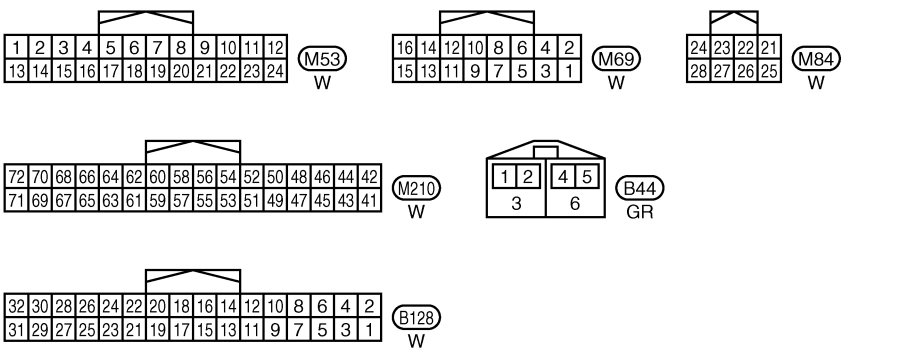 1 2 3 4 5 6 7 8 9 10 11 12
13 14 15 16 17 18 19 20 21 22 23 24
M53
W
16 14 12 10 8 6 4 2
15 13 11 9 7 5 3 1
M69
W
24 23 22 21
28 27 26 25
M84
W
72 70 68 66 64 62 60 58 56 54 52 50 48 46 44 42
71 69 67 65 63 61 59 57 55 53 51 49 47 45 43 41
M210
W
1 2 4 5
3 6
B44
GR
32 30 28 26 24 22 20 18 16 14 12 10 8 6 4 2
31 29 27 25 23 21 19 17 15 13 11 9 7 5 3 1
B128
W